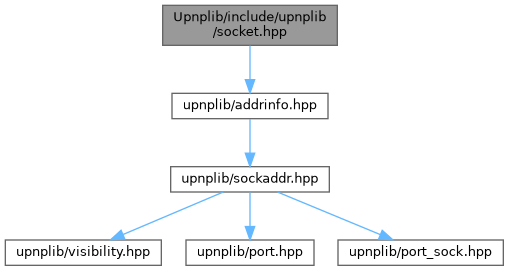 Upnplib/include/upnplib
/socket.hpp
upnplib/addrinfo.hpp
upnplib/sockaddr.hpp
upnplib/visibility.hpp
upnplib/port.hpp
upnplib/port_sock.hpp